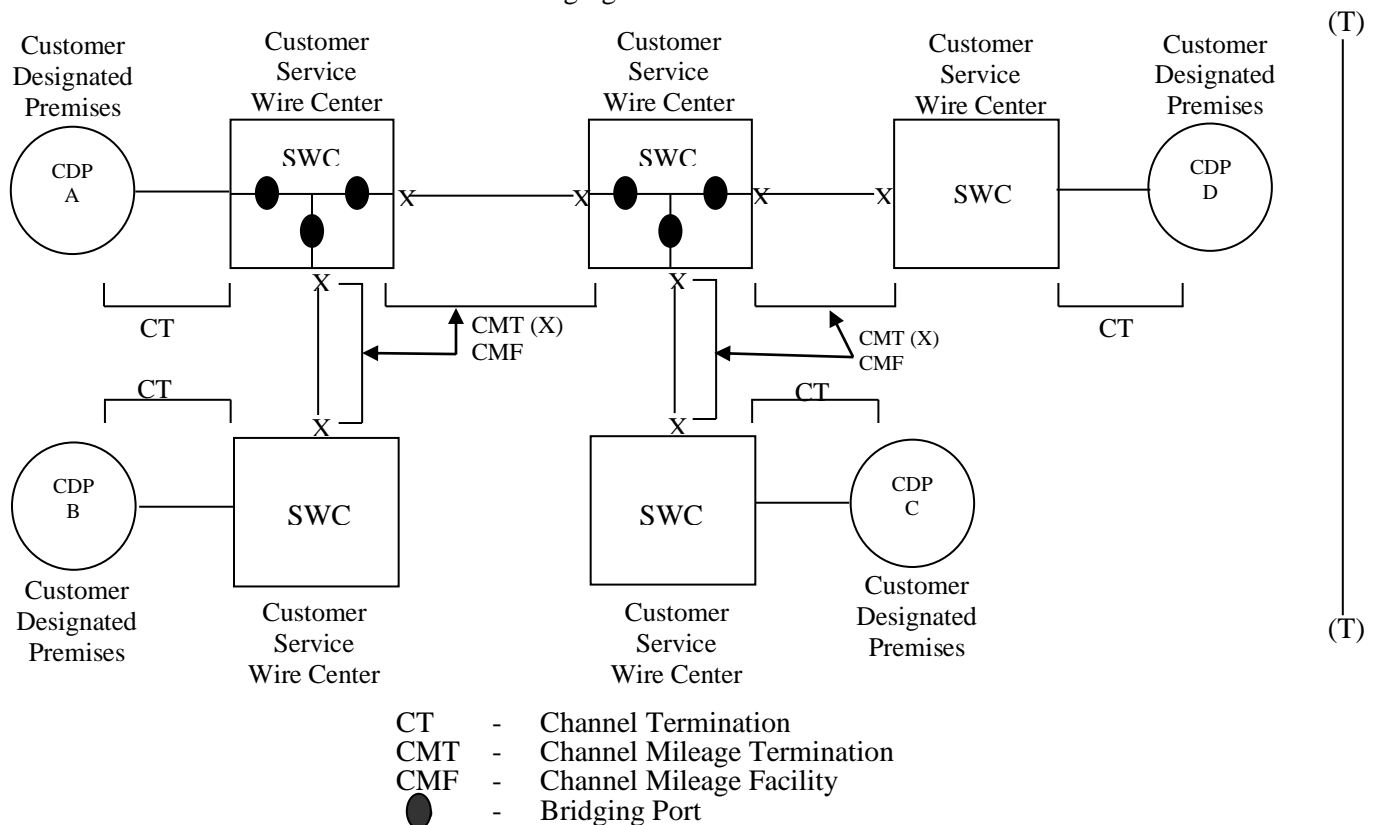 (T)
Customer
Designated
Premises
Customer
Service
Wire Center
Customer
Service
Wire Center
Customer
Service
Wire Center
Customer
Designated
Premises
CDP
A
SWC
SWC
SWC
CDP
D
X
X
X
X
X
X
CT
CMT (X)
CMF
CMT (X)
CMF
CT
CT
CT
X
X
CDP
B
SWC
SWC
CDP
C
Customer
Designated
Premises
Customer
Service
Wire Center
Customer
Service
Wire Center
Customer
Designated
Premises
(T)
CT - Channel Termination
CMT - Channel Mileage Termination
CMF - Channel Mileage Facility
- Bridging Port